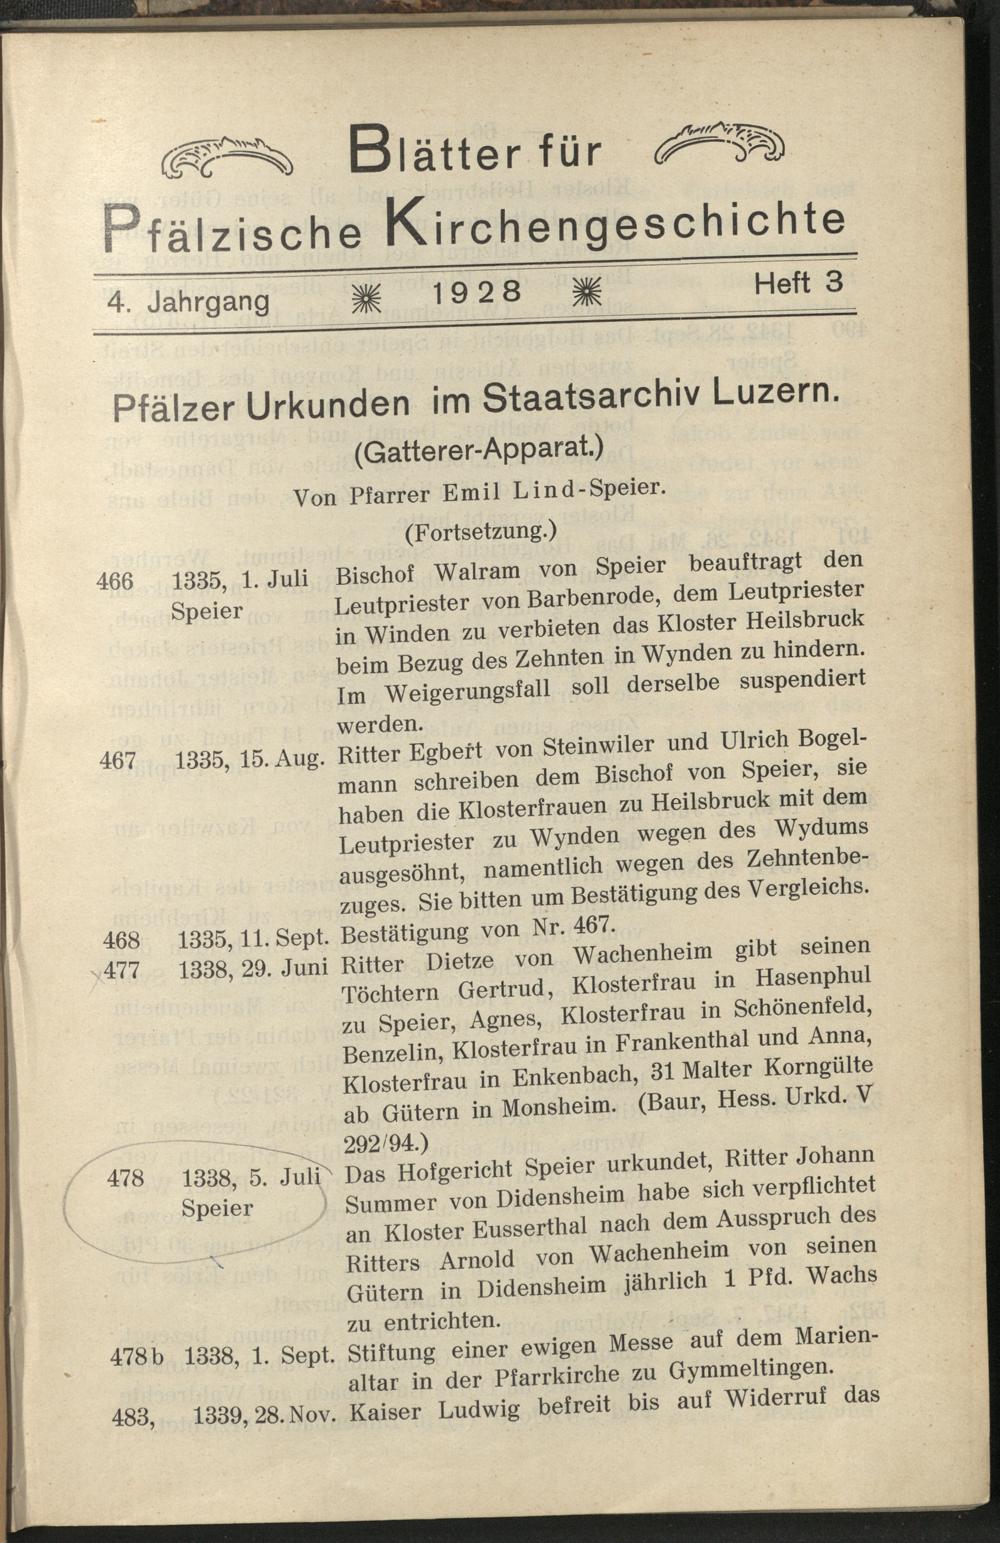 Blätter für
Pfälzische Kirchengeschichte
4. Jahrgang 1928 Heft 3
Pfälzer Urkunden im Staatsarchiv Luzern.
(Gatterer-Apparat.)
Von Pfarrer Emil Lind-Speier.
(Fortsetzung.)
466 1335, 1. Juli Bischof Walram von Speier beauftragt den
Speier Leutpriester von Barbenrode, dem Leutpriester
in Winden zu verbieten das Kloster Heilsbruck
beim Bezug des Zehnten in Wynden zu hindern.
Im Weigerungsfall soll derselbe suspendiert
werden.
467 1335, 15. Aug. Ritter Egbert von Steinwiler und Ulrich Bogel-
mann schreiben dem Bischof von Speier, sie
haben die Klosterfrauen zu Heilsbruck mit dem
Leutpriester zu Wynden wegen des Wydums
ausgesöhnt, namentlich wegen des Zehntenbe-
zuges. Sie bitten um Bestätigung des Vergleichs.
468 1335, 11. Sept. Bestätigung von Nr. 467.
x477 1338, 29. Juni Ritter Dietze von Wachenheim gibt seinen
Töchtern Gertrud, Klosterfrau in Hasenphul
zu Speier, Agnes, Klosterfrau in Schönenfeld,
Benzelin, Klosterfrau in Frankenthal und Anna,
Klosterfrau in Enkenbach, 31 Malter Korngülte
ab Gütern in Monsheim. (Baur, Hess. Urkd. V
292/94.)
478 1338, 5. Juli Das Hofgericht Speier urkundet, Ritter Johann
Speier Summer von Didensheim habe sich verpflichtet
an Kloster Eusserthal nach dem Ausspruch des
Ritters Arnold von Wachenheim von seinen
Gütern in Didensheim jährlich 1 Pfd. Wachs
zu entrichten.
478b 1338, 1. Sept. Stiftung einer ewigen Messe auf dem Marien-
altar in der Pfarrkirche zu Gymmeltingen.
483, 1339, 28. Nov. Kaiser Ludwig befreit bis auf Widerruf das